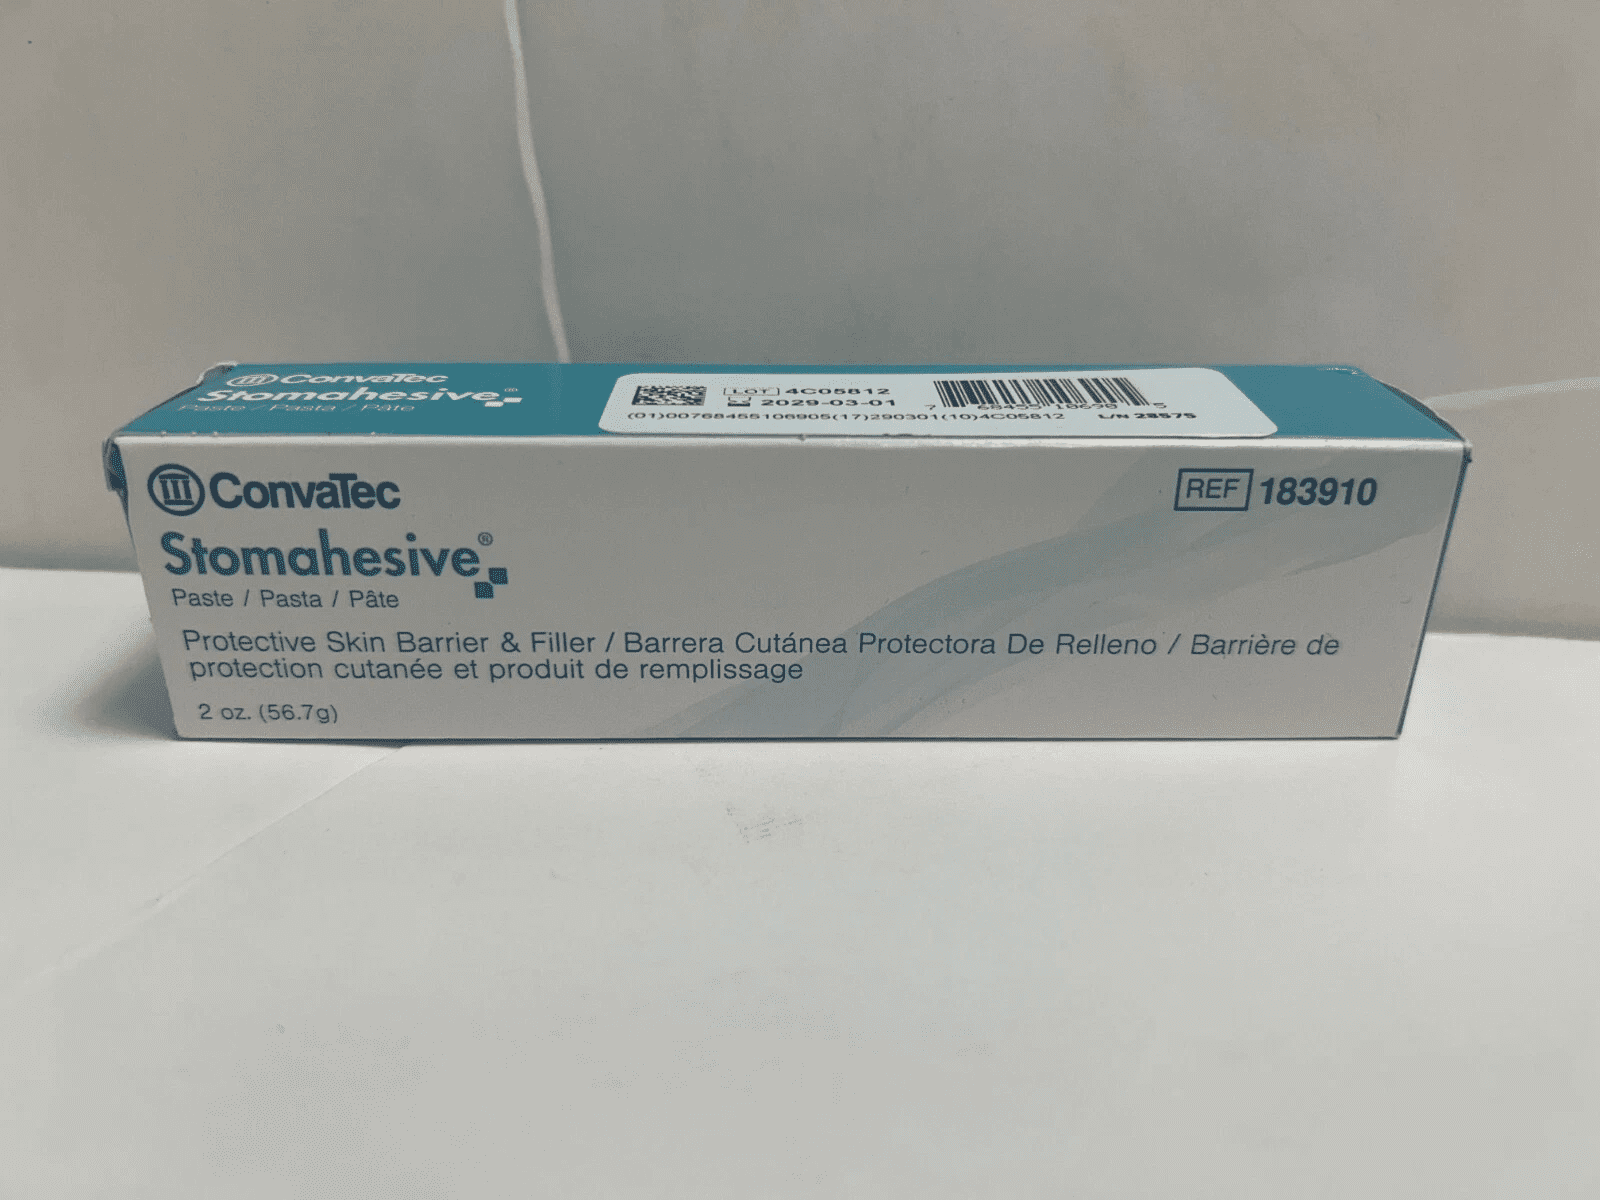 ConvaTec
Stomahesive®
Paste / Pasta / Pâte
LOT 4C05812
2029-03-01
(01)00768455106905(17)290301(10)4C05812
L/N 28575
ConvaTec
Stomahesive®
Paste / Pasta / Pâte
REF 183910
Protective Skin Barrier & Filler / Barrera Cutánea Protectora De Relleno / Barrière de
protection cutanée et produit de remplissage
2 oz. (56.7g)